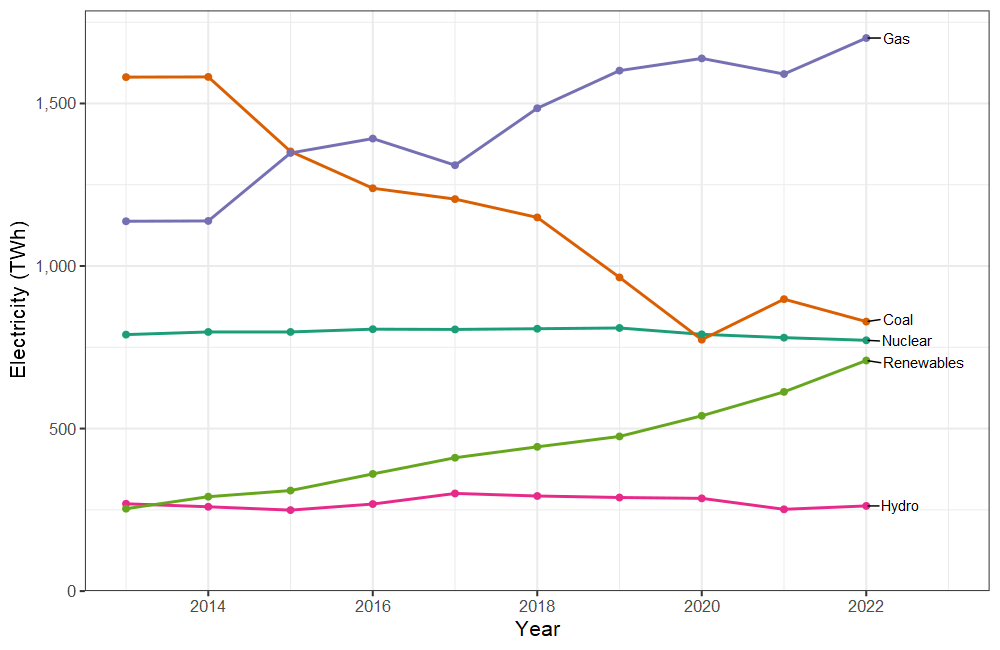 Gas
1,500
1,000
Coal
Nuclear
Renewables
500
Hydro
0
2014 2016 2018 2020 2022
Year
Electricity (TWh)